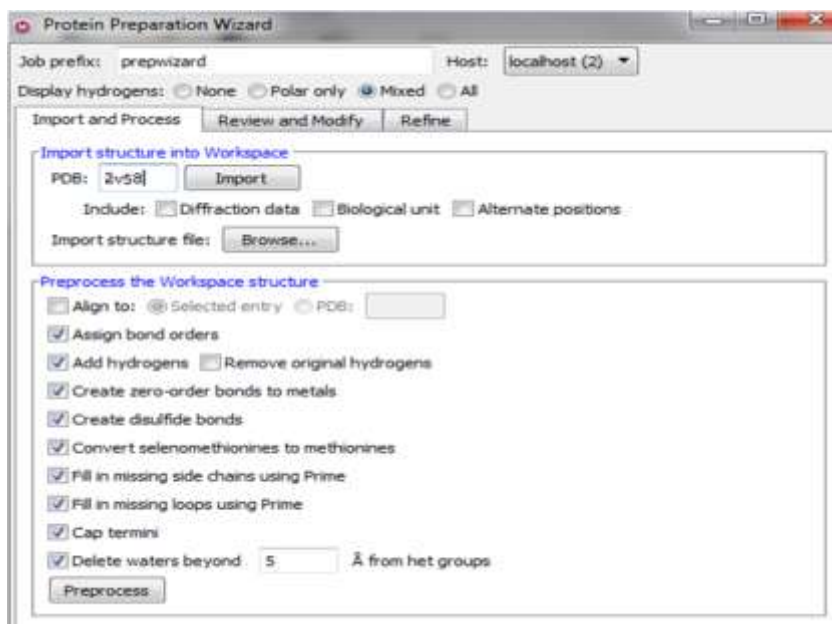 Protein Preparation Wizard
Job prefix: prepwizard Host: localhost (2)
Display hydrogens: None Polar only Mixed All
Import and Process Review and Modify Refine
Import structure into Workspace
PDB: 2v58 Import
Include: Diffraction data Biological unit Alternate positions
Import structure file: Browse...
Preprocess the Workspace structure
Align to: Selected entry PDB:
Assign bond orders
Add hydrogens Remove original hydrogens
Create zero-order bonds to metals
Create disulfide bonds
Convert selenomethionines to methionines
Fill in missing side chains using Prime
Fill in missing loops using Prime
Cap termini
Delete waters beyond 5 Å from het groups
Preprocess